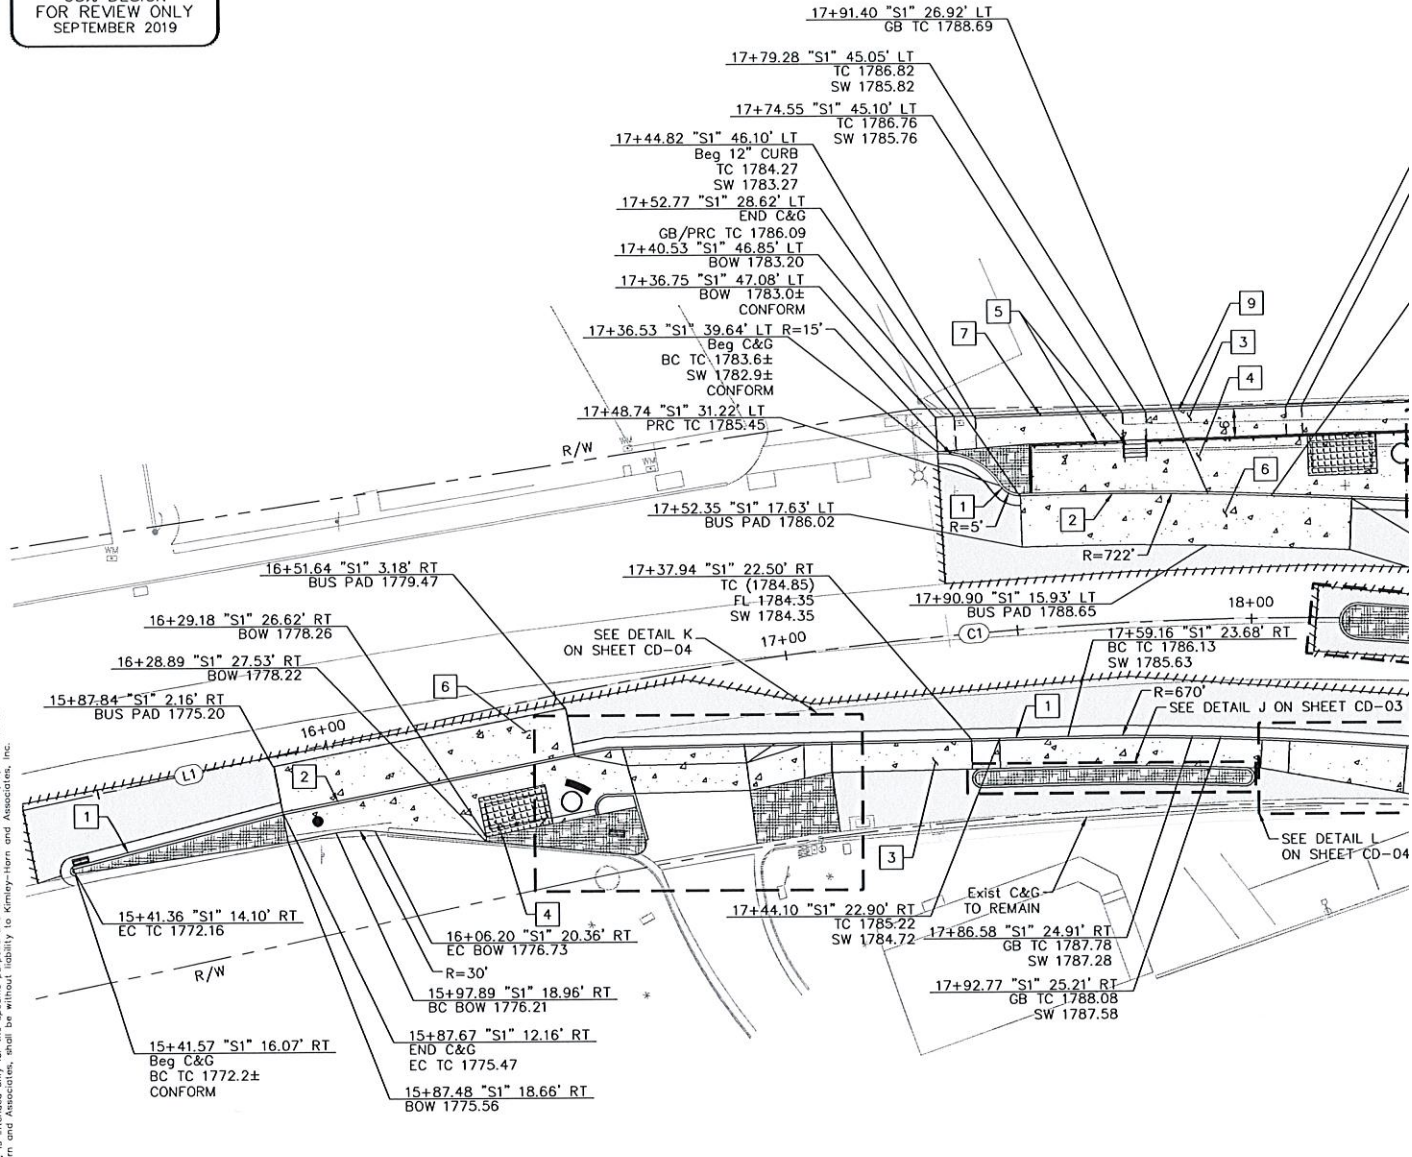 FOR REVIEW ONLY
SEPTEMBER 2019
17+91.40 "S1" 26.92' LT
GB TC 1788.69
17+79.28 "S1" 45.05' LT
TC 1786.82
SW 1785.82
17+74.55 "S1" 45.10' LT
TC 1786.76
SW 1785.76
17+44.82 "S1" 46.10' LT
Beg 12" CURB
TC 1784.27
SW 1783.27
17+52.77 "S1" 28.62' LT
END C&G
GB/PRC TC 1786.09
17+40.53 "S1" 46.85' LT
BOW 1783.20
17+36.75 "S1" 47.08' LT
BOW 1783.0±
CONFORM
17+36.53 "S1" 39.64' LT R=15'
Beg C&G
BC TC 1783.6±
SW 1782.9±
CONFORM
17+48.74 "S1" 31.22' LT
PRC TC 1785.45
5
7
9
3
4
6'
6
1
R=5'
2
R=722'
R/W
WM
WM
WM
17+52.35 "S1" 17.63' LT
BUS PAD 1786.02
17+90.90 "S1" 15.93' LT
BUS PAD 1788.65
18+00
C1
17+00
16+51.64 "S1" 3.18' RT
BUS PAD 1779.47
16+29.18 "S1" 26.62' RT
BOW 1778.26
16+28.89 "S1" 27.53' RT
BOW 1778.22
15+87.84 "S1" 2.16' RT
BUS PAD 1775.20
17+37.94 "S1" 22.50' RT
TC (1784.85)
FL 1784.35
SW 1784.35
SEE DETAIL K
ON SHEET CD-04
17+59.16 "S1" 23.68' RT
BC TC 1786.13
SW 1785.63
R=670'
SEE DETAIL J ON SHEET CD-03
6
1
16+00
L1
2
1
3
4
SEE DETAIL L
ON SHEET CD-04
Exist C&G
TO REMAIN
15+41.36 "S1" 14.10' RT
EC TC 1772.16
R/W
16+06.20 "S1" 20.36' RT
EC BOW 1776.73
R=30'
15+97.89 "S1" 18.96' RT
BC BOW 1776.21
15+87.67 "S1" 12.16' RT
END C&G
EC TC 1775.47
15+87.48 "S1" 18.66' RT
BOW 1775.56
15+41.57 "S1" 16.07' RT
Beg C&G
BC TC 1772.2±
CONFORM
17+44.10 "S1" 22.90' RT
TC 1785.22
SW 1784.72
17+86.58 "S1" 24.91' RT
GB TC 1787.78
SW 1787.28
17+92.77 "S1" 25.21' RT
GB TC 1788.08
SW 1787.58
and Associates, shall be without liability to Kimley-Horn and Associates, Inc.